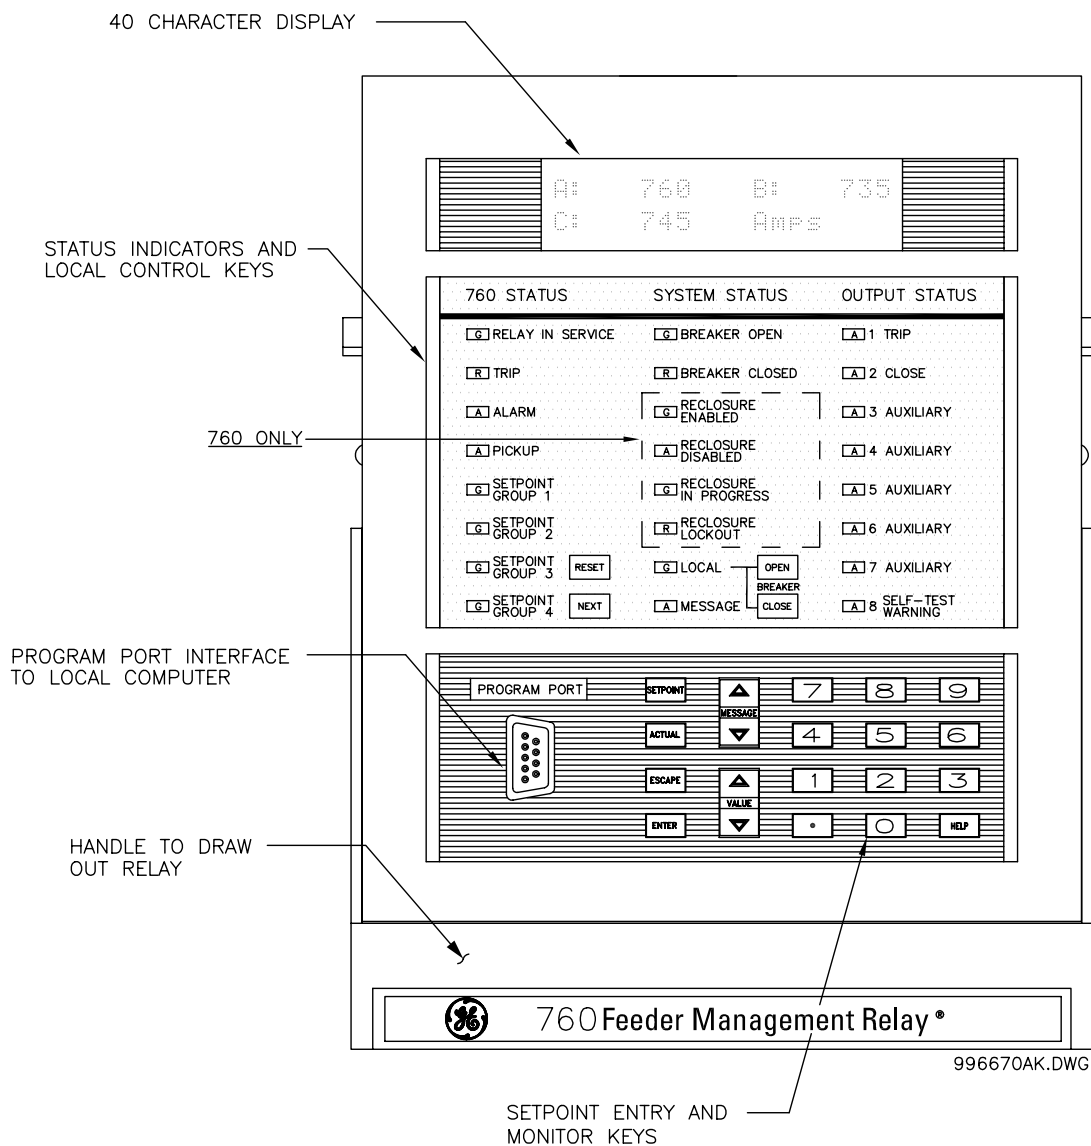 40 CHARACTER DISPLAY
A: 760 B: 735
C: 745 Amps
STATUS INDICATORS AND
LOCAL CONTROL KEYS
760 STATUS SYSTEM STATUS OUTPUT STATUS
G RELAY IN SERVICE G BREAKER OPEN A 1 TRIP
R TRIP R BREAKER CLOSED A 2 CLOSE
A ALARM G RECLOSURE
ENABLED A 3 AUXILIARY
760 ONLY
A PICKUP A RECLOSURE
DISABLED A 4 AUXILIARY
G SETPOINT
GROUP 1 G RECLOSURE
IN PROGRESS A 5 AUXILIARY
G SETPOINT
GROUP 2 R RECLOSURE
LOCKOUT A 6 AUXILIARY
G SETPOINT
GROUP 3 RESET G LOCAL OPEN A 7 AUXILIARY
BREAKER
G SETPOINT
GROUP 4 NEXT A MESSAGE CLOSE A 8 SELF-TEST
WARNING
PROGRAM PORT INTERFACE
TO LOCAL COMPUTER
PROGRAM PORT SETPOINT 7 8 9
MESSAGE
ACTUAL 4 5 6
ESCAPE 1 2 3
VALUE
ENTER . 0 HELP
HANDLE TO DRAW
OUT RELAY
GE 760 Feeder Management Relay ®
996670AK.DWG
SETPOINT ENTRY AND
MONITOR KEYS